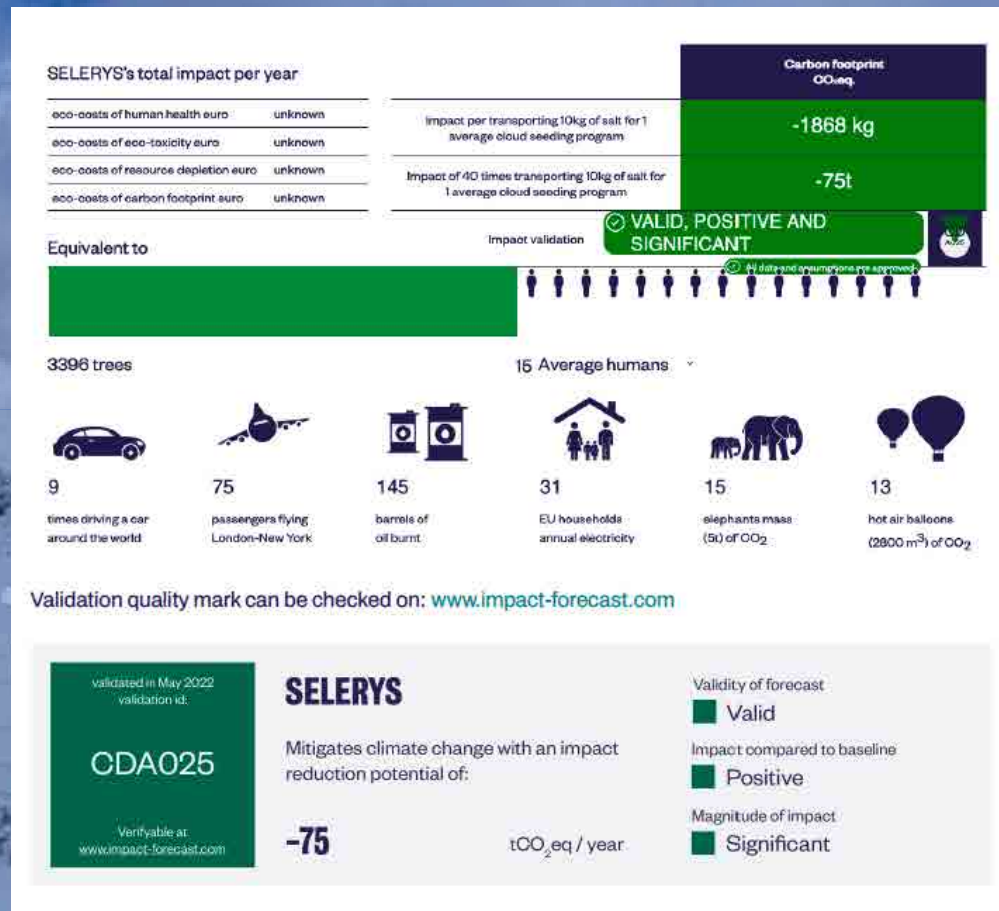 SELERYS's total impact per year
Carbon footprint
CO₂eq.
eco-costs of human health euro unknown
eco-costs of eco-toxicity euro unknown
eco-costs of resource depletion euro unknown
eco-costs of carbon footprint euro unknown
Impact per transporting 10kg of salt for 1
average cloud seeding program
-1868 kg
Impact of 40 times transporting 10kg of salt for
1 average cloud seeding program
-75t
Impact validation
VALID, POSITIVE AND
SIGNIFICANT
All data and assumptions are approved
Equivalent to
3396 trees
15 Average humans
9
times driving a car
around the world
75
passengers flying
London-New York
145
barrels of
oil burnt
31
EU households
annual electricity
15
elephants mass
(5t) of CO₂
13
hot air balloons
(2800 m³) of CO₂
Validation quality mark can be checked on: www.impact-forecast.com
validated in May 2022
validation id:
CDA025
Verifyable at
www.impact-forecast.com
SELERYS
Mitigates climate change with an impact
reduction potential of:
-75 tCO₂eq / year
Validity of forecast
Valid
Impact compared to baseline
Positive
Magnitude of impact
Significant